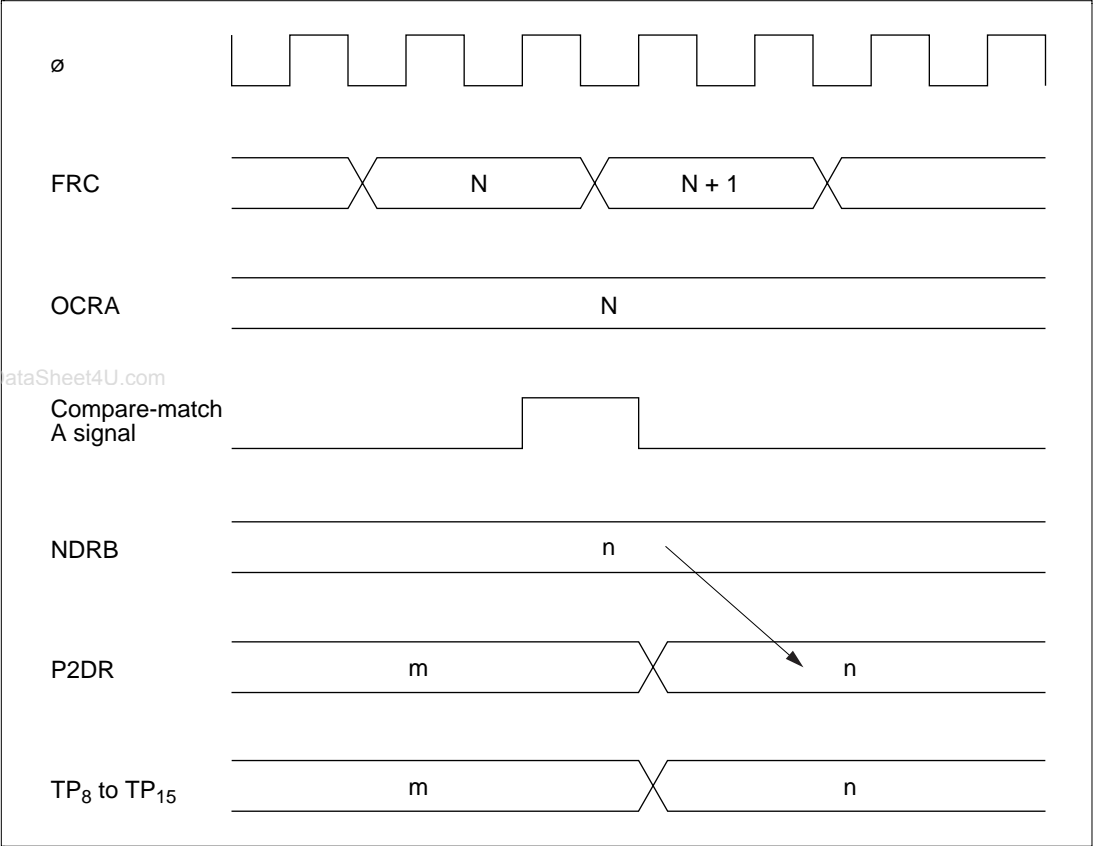 ø
FRC
N
N + 1
OCRA
N
ataSheet4U.com
Compare-match
A signal
NDRB
n
P2DR
m
n
TP8 to TP15
m
n